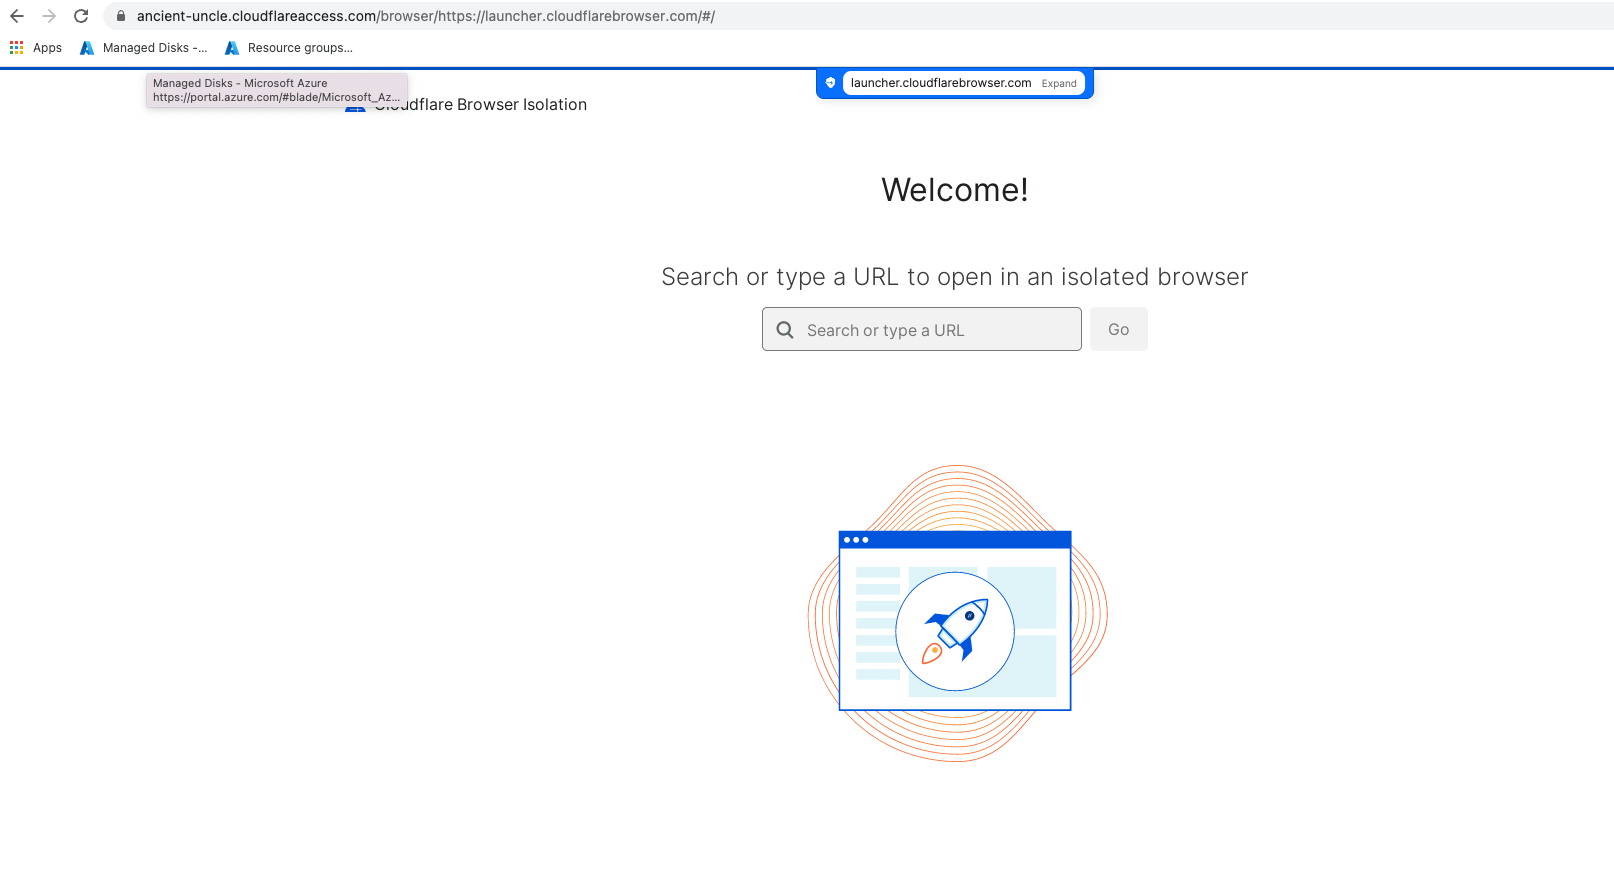 ancient-uncle.cloudflareaccess.com/browser/https://launcher.cloudflarebrowser.com/#/
Apps Managed Disks -... Resource groups...
Managed Disks - Microsoft Azure
https://portal.azure.com/#blade/Microsoft_Az...
launcher.cloudflarebrowser.com Expand
Cloudflare Browser Isolation
Welcome!
Search or type a URL to open in an isolated browser
Search or type a URL Go